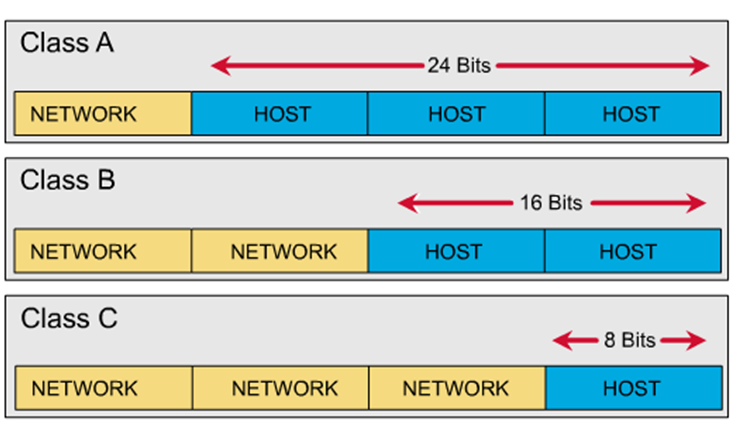 Class A
24 Bits
NETWORK HOST HOST HOST
Class B
16 Bits
NETWORK NETWORK HOST HOST
Class C
8 Bits
NETWORK NETWORK NETWORK HOST